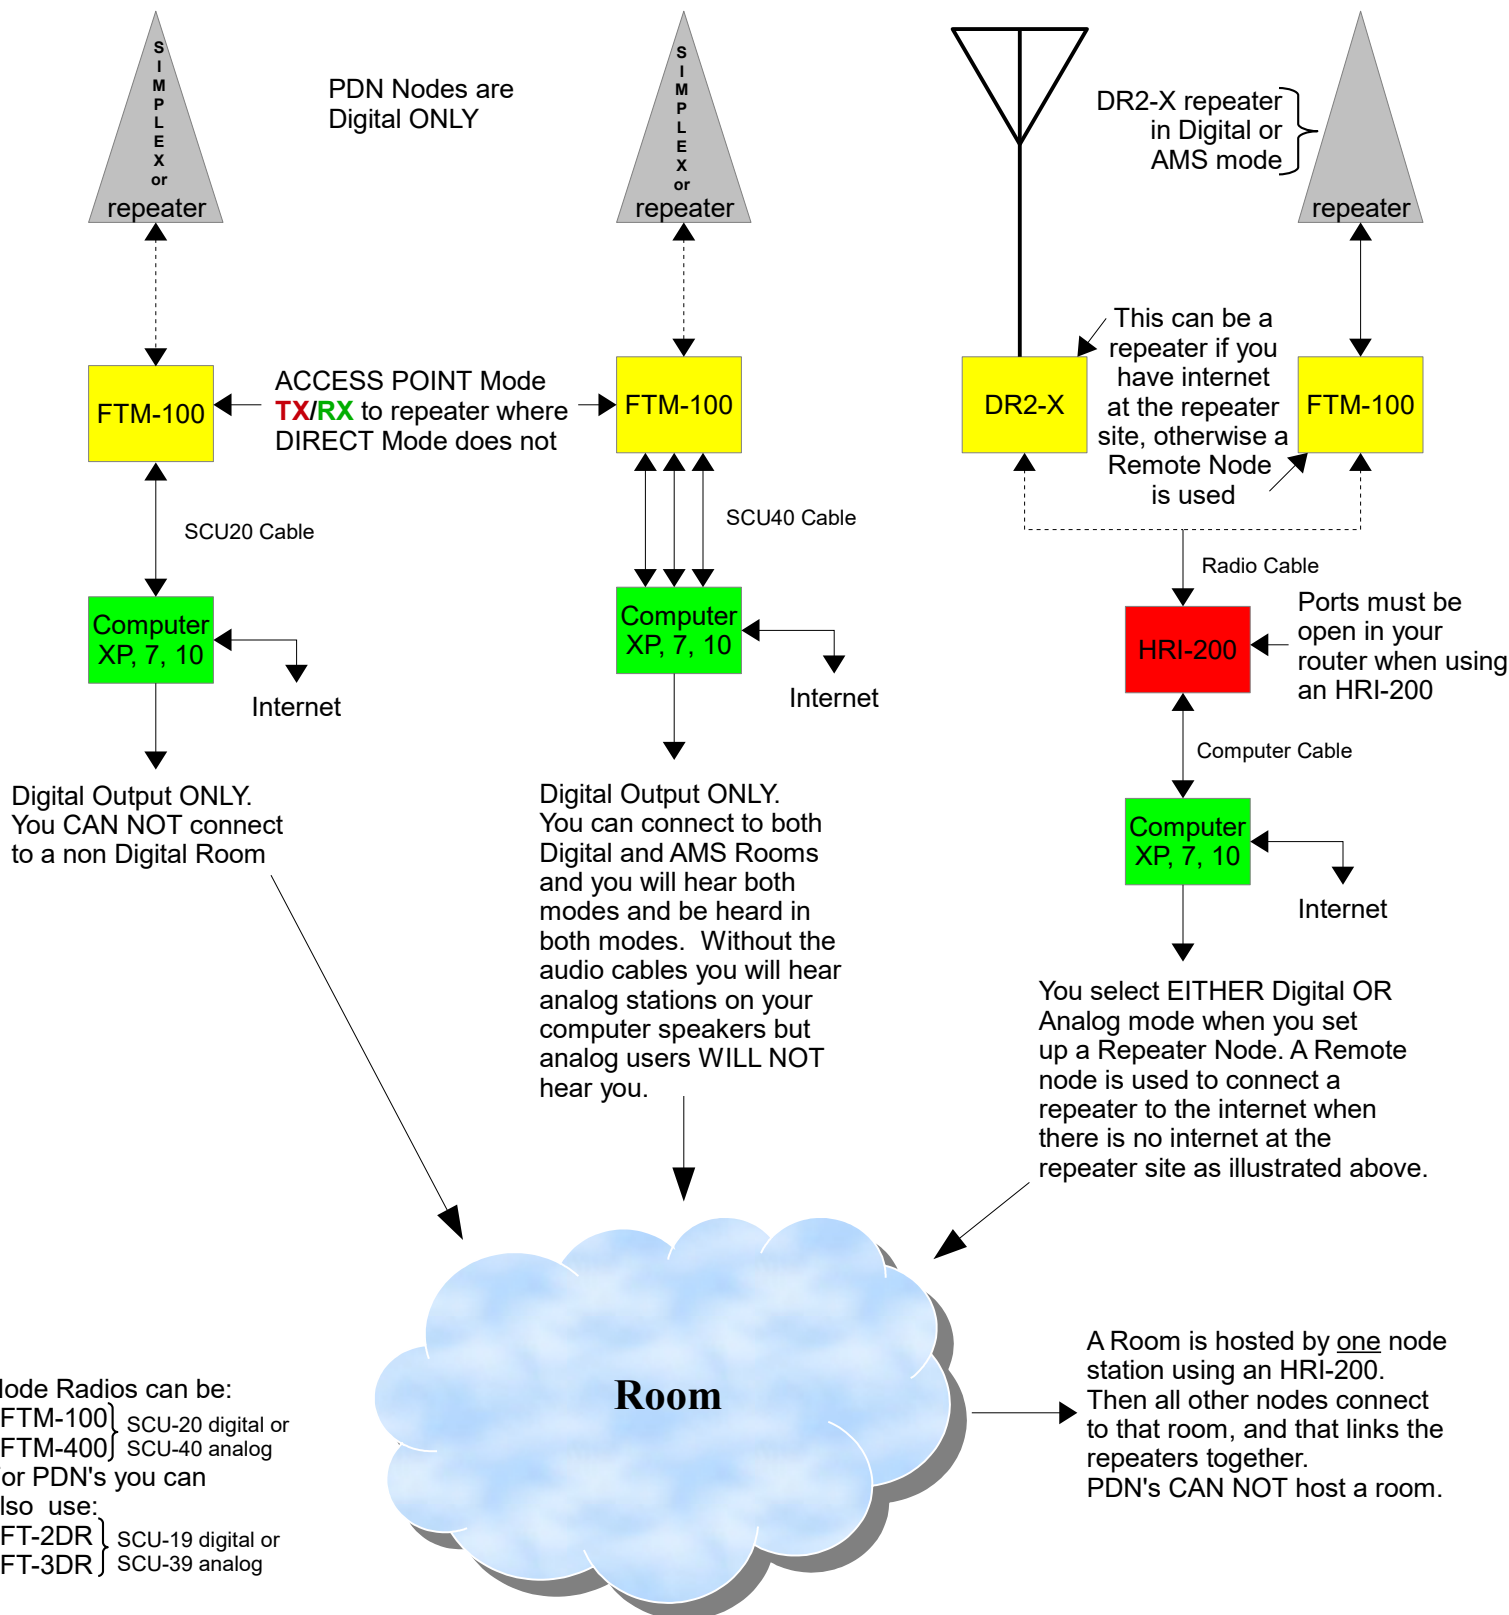 S
I
M
P
L
E
X
or
repeater
PDN Nodes are
Digital ONLY
S
I
M
P
L
E
X
or
repeater
DR2-X repeater
in Digital or
AMS mode
repeater
FTM-100
ACCESS POINT Mode
TX/RX to repeater where
DIRECT Mode does not
FTM-100
DR2-X
This can be a
repeater if you
have internet
at the repeater
site, otherwise a
Remote Node
is used
FTM-100
SCU20 Cable
SCU40 Cable
Radio Cable
Computer
XP, 7, 10
Internet
Computer
XP, 7, 10
Internet
HRI-200
Ports must be
open in your
router when using
an HRI-200
Computer Cable
Computer
XP, 7, 10
Internet
Digital Output ONLY.
You CAN NOT connect
to a non Digital Room
Digital Output ONLY.
You can connect to both
Digital and AMS Rooms
and you will hear both
modes and be heard in
both modes.  Without the
audio cables you will hear
analog stations on your
computer speakers but
analog users WILL NOT
hear you.
You select EITHER Digital OR
Analog mode when you set
up a Repeater Node. A Remote
node is used to connect a
repeater to the internet when
there is no internet at the
repeater site as illustrated above.
Room
A Room is hosted by one node
station using an HRI-200.
Then all other nodes connect
to that room, and that links the
repeaters together.
PDN's CAN NOT host a room.
Radios can be:
FTM-100
FTM-400
SCU-20 digital or
SCU-40 analog
PDN's you can
use:
FT-2DR
FT-3DR
SCU-19 digital or
SCU-39 analog